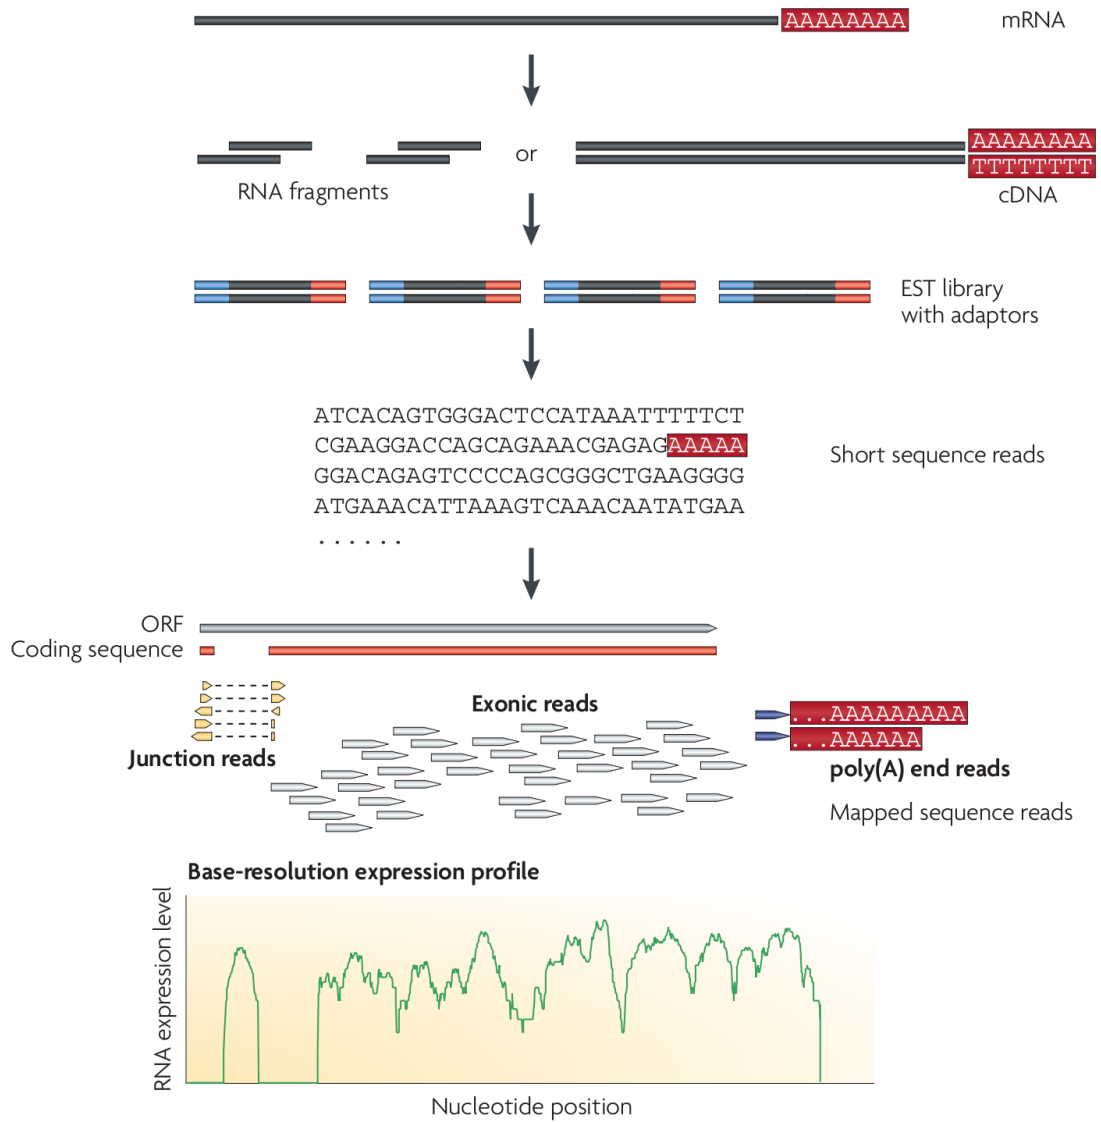 AAAAAAAA mRNA
AAAAAAAA
or
TTTTTTTT
RNA fragments
cDNA
EST library
with adaptors
ATCACAGTGGGACTCCATAAATTTTTCT
CGAAGGACCAGCAGAAACGAGAGAAAAA
Short sequence reads
GGACAGAGTCCCCAGCGGGCTGAAGGGG
ATGAAACATTAAAGTCAAACAATATGAA
......
ORF
Coding sequence
Exonic reads
...AAAAAAAAA
...AAAAAA
Junction reads
poly(A) end reads
Mapped sequence reads
Base-resolution expression profile
RNA expression level
Nucleotide position